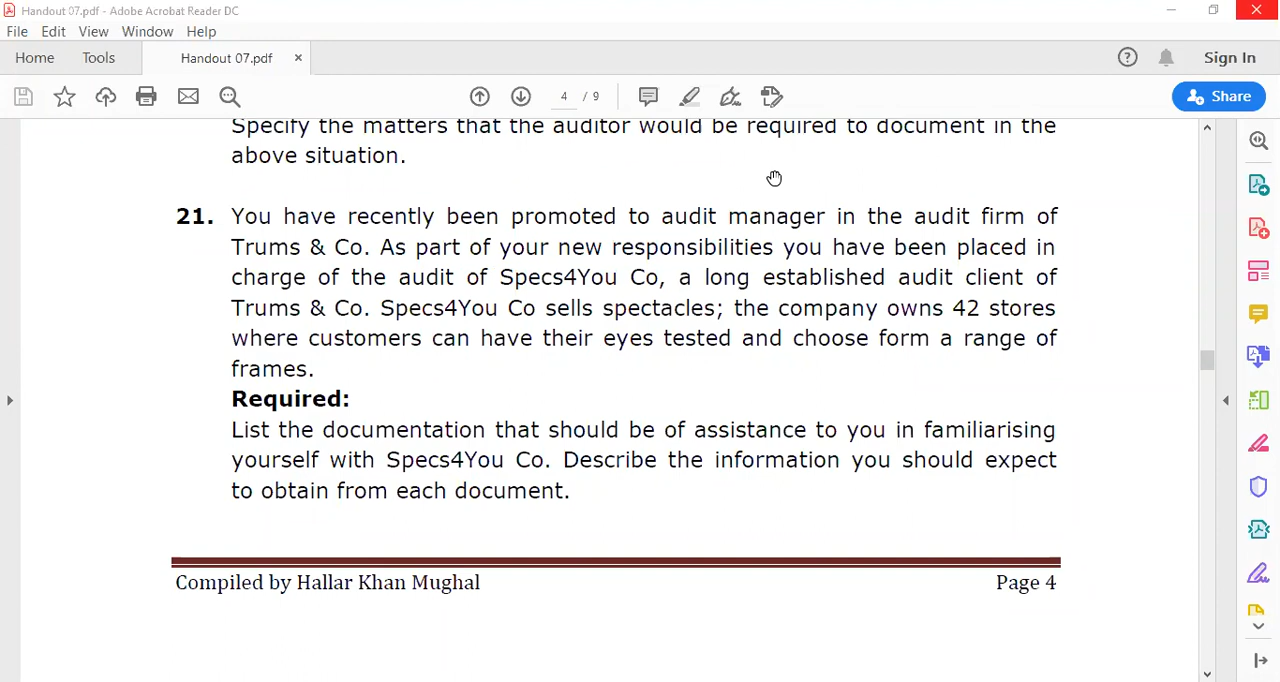 Handout 07.pdf - Adobe Acrobat Reader DC
File Edit View Window Help
Home Tools Handout 07.pdf × Sign In
4 / 9 Share
Specify the matters that the auditor would be required to document in the
above situation.
21. You have recently been promoted to audit manager in the audit firm of
Trums & Co. As part of your new responsibilities you have been placed in
charge of the audit of Specs4You Co, a long established audit client of
Trums & Co. Specs4You Co sells spectacles; the company owns 42 stores
where customers can have their eyes tested and choose form a range of
frames.
Required:
List the documentation that should be of assistance to you in familiarising
yourself with Specs4You Co. Describe the information you should expect
to obtain from each document.
Compiled by Hallar Khan Mughal Page 4